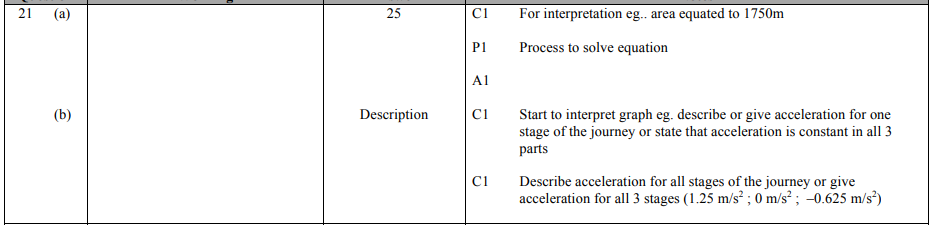 21 (a) 25 C1 For interpretation eg.. area equated to 1750m
P1 Process to solve equation
A1
(b) Description C1 Start to interpret graph eg. describe or give acceleration for one
stage of the journey or state that acceleration is constant in all 3
parts
C1 Describe acceleration for all stages of the journey or give
acceleration for all 3 stages (1.25 m/s² ; 0 m/s² ; –0.625 m/s²)